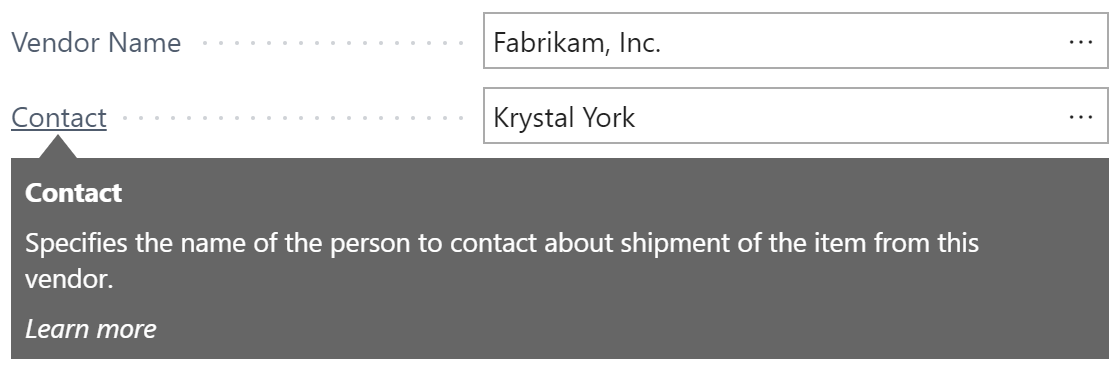 Vendor Name Fabrikam, Inc. ...
Contact Krystal York ...
Contact
Specifies the name of the person to contact about shipment of the item from this
vendor.
Learn more